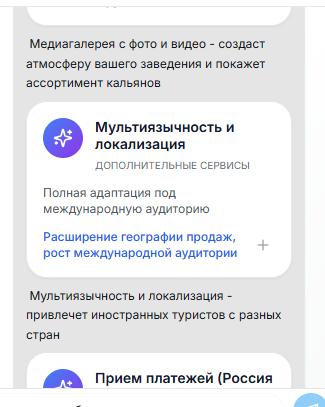 Медиагалерея с фото и видео - создаст
атмосферу вашего заведения и покажет
ассортимент кальянов
Мультиязычность и
локализация
ДОПОЛНИТЕЛЬНЫЕ СЕРВИСЫ
Полная адаптация под
международную аудиторию
Расширение географии продаж,
рост международной аудитории
Мультиязычность и локализация -
привлечет иностранных туристов с разных
стран
Прием платежей (Россия